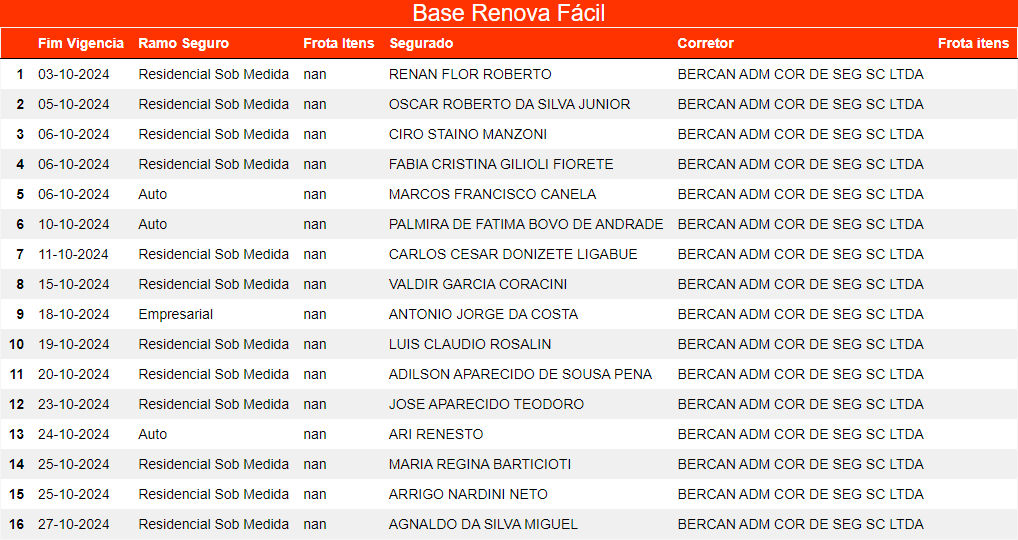 Base Renova Fácil
Fim Vigencia Ramo Seguro Frota Itens Segurado Corretor Frota itens
1 03-10-2024 Residencial Sob Medida nan RENAN FLOR ROBERTO BERCAN ADM COR DE SEG SC LTDA
2 05-10-2024 Residencial Sob Medida nan OSCAR ROBERTO DA SILVA JUNIOR BERCAN ADM COR DE SEG SC LTDA
3 06-10-2024 Residencial Sob Medida nan CIRO STAINO MANZONI BERCAN ADM COR DE SEG SC LTDA
4 06-10-2024 Residencial Sob Medida nan FABIA CRISTINA GILIOLI FIORETE BERCAN ADM COR DE SEG SC LTDA
5 06-10-2024 Auto nan MARCOS FRANCISCO CANELA BERCAN ADM COR DE SEG SC LTDA
6 10-10-2024 Auto nan PALMIRA DE FATIMA BOVO DE ANDRADE BERCAN ADM COR DE SEG SC LTDA
7 11-10-2024 Residencial Sob Medida nan CARLOS CESAR DONIZETE LIGABUE BERCAN ADM COR DE SEG SC LTDA
8 15-10-2024 Residencial Sob Medida nan VALDIR GARCIA CORACINI BERCAN ADM COR DE SEG SC LTDA
9 18-10-2024 Empresarial nan ANTONIO JORGE DA COSTA BERCAN ADM COR DE SEG SC LTDA
10 19-10-2024 Residencial Sob Medida nan LUIS CLAUDIO ROSALIN BERCAN ADM COR DE SEG SC LTDA
11 20-10-2024 Residencial Sob Medida nan ADILSON APARECIDO DE SOUSA PENA BERCAN ADM COR DE SEG SC LTDA
12 23-10-2024 Residencial Sob Medida nan JOSE APARECIDO TEODORO BERCAN ADM COR DE SEG SC LTDA
13 24-10-2024 Auto nan ARI RENESTO BERCAN ADM COR DE SEG SC LTDA
14 25-10-2024 Residencial Sob Medida nan MARIA REGINA BARTICIOTI BERCAN ADM COR DE SEG SC LTDA
15 25-10-2024 Residencial Sob Medida nan ARRIGO NARDINI NETO BERCAN ADM COR DE SEG SC LTDA
16 27-10-2024 Residencial Sob Medida nan AGNALDO DA SILVA MIGUEL BERCAN ADM COR DE SEG SC LTDA